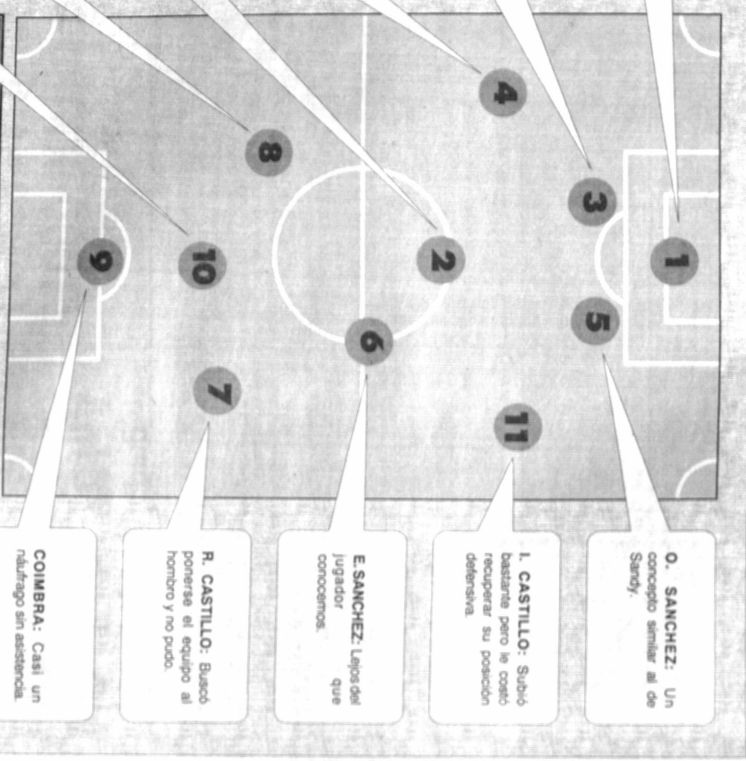 1
3
5
O. SANCHEZ: Un
concepto similar al de
Sandy.
4
11
I. CASTILLO: Subió
bastante pero le costó
recuperar su posición
defensiva.
2
6
E. SANCHEZ: Lejos del
jugador que
conocemos.
8
7
R. CASTILLO: Buscó
ponerse el equipo al
hombro y no pudo.
10
9
COIMBRA: Casi un
náufrago sin asistencia.